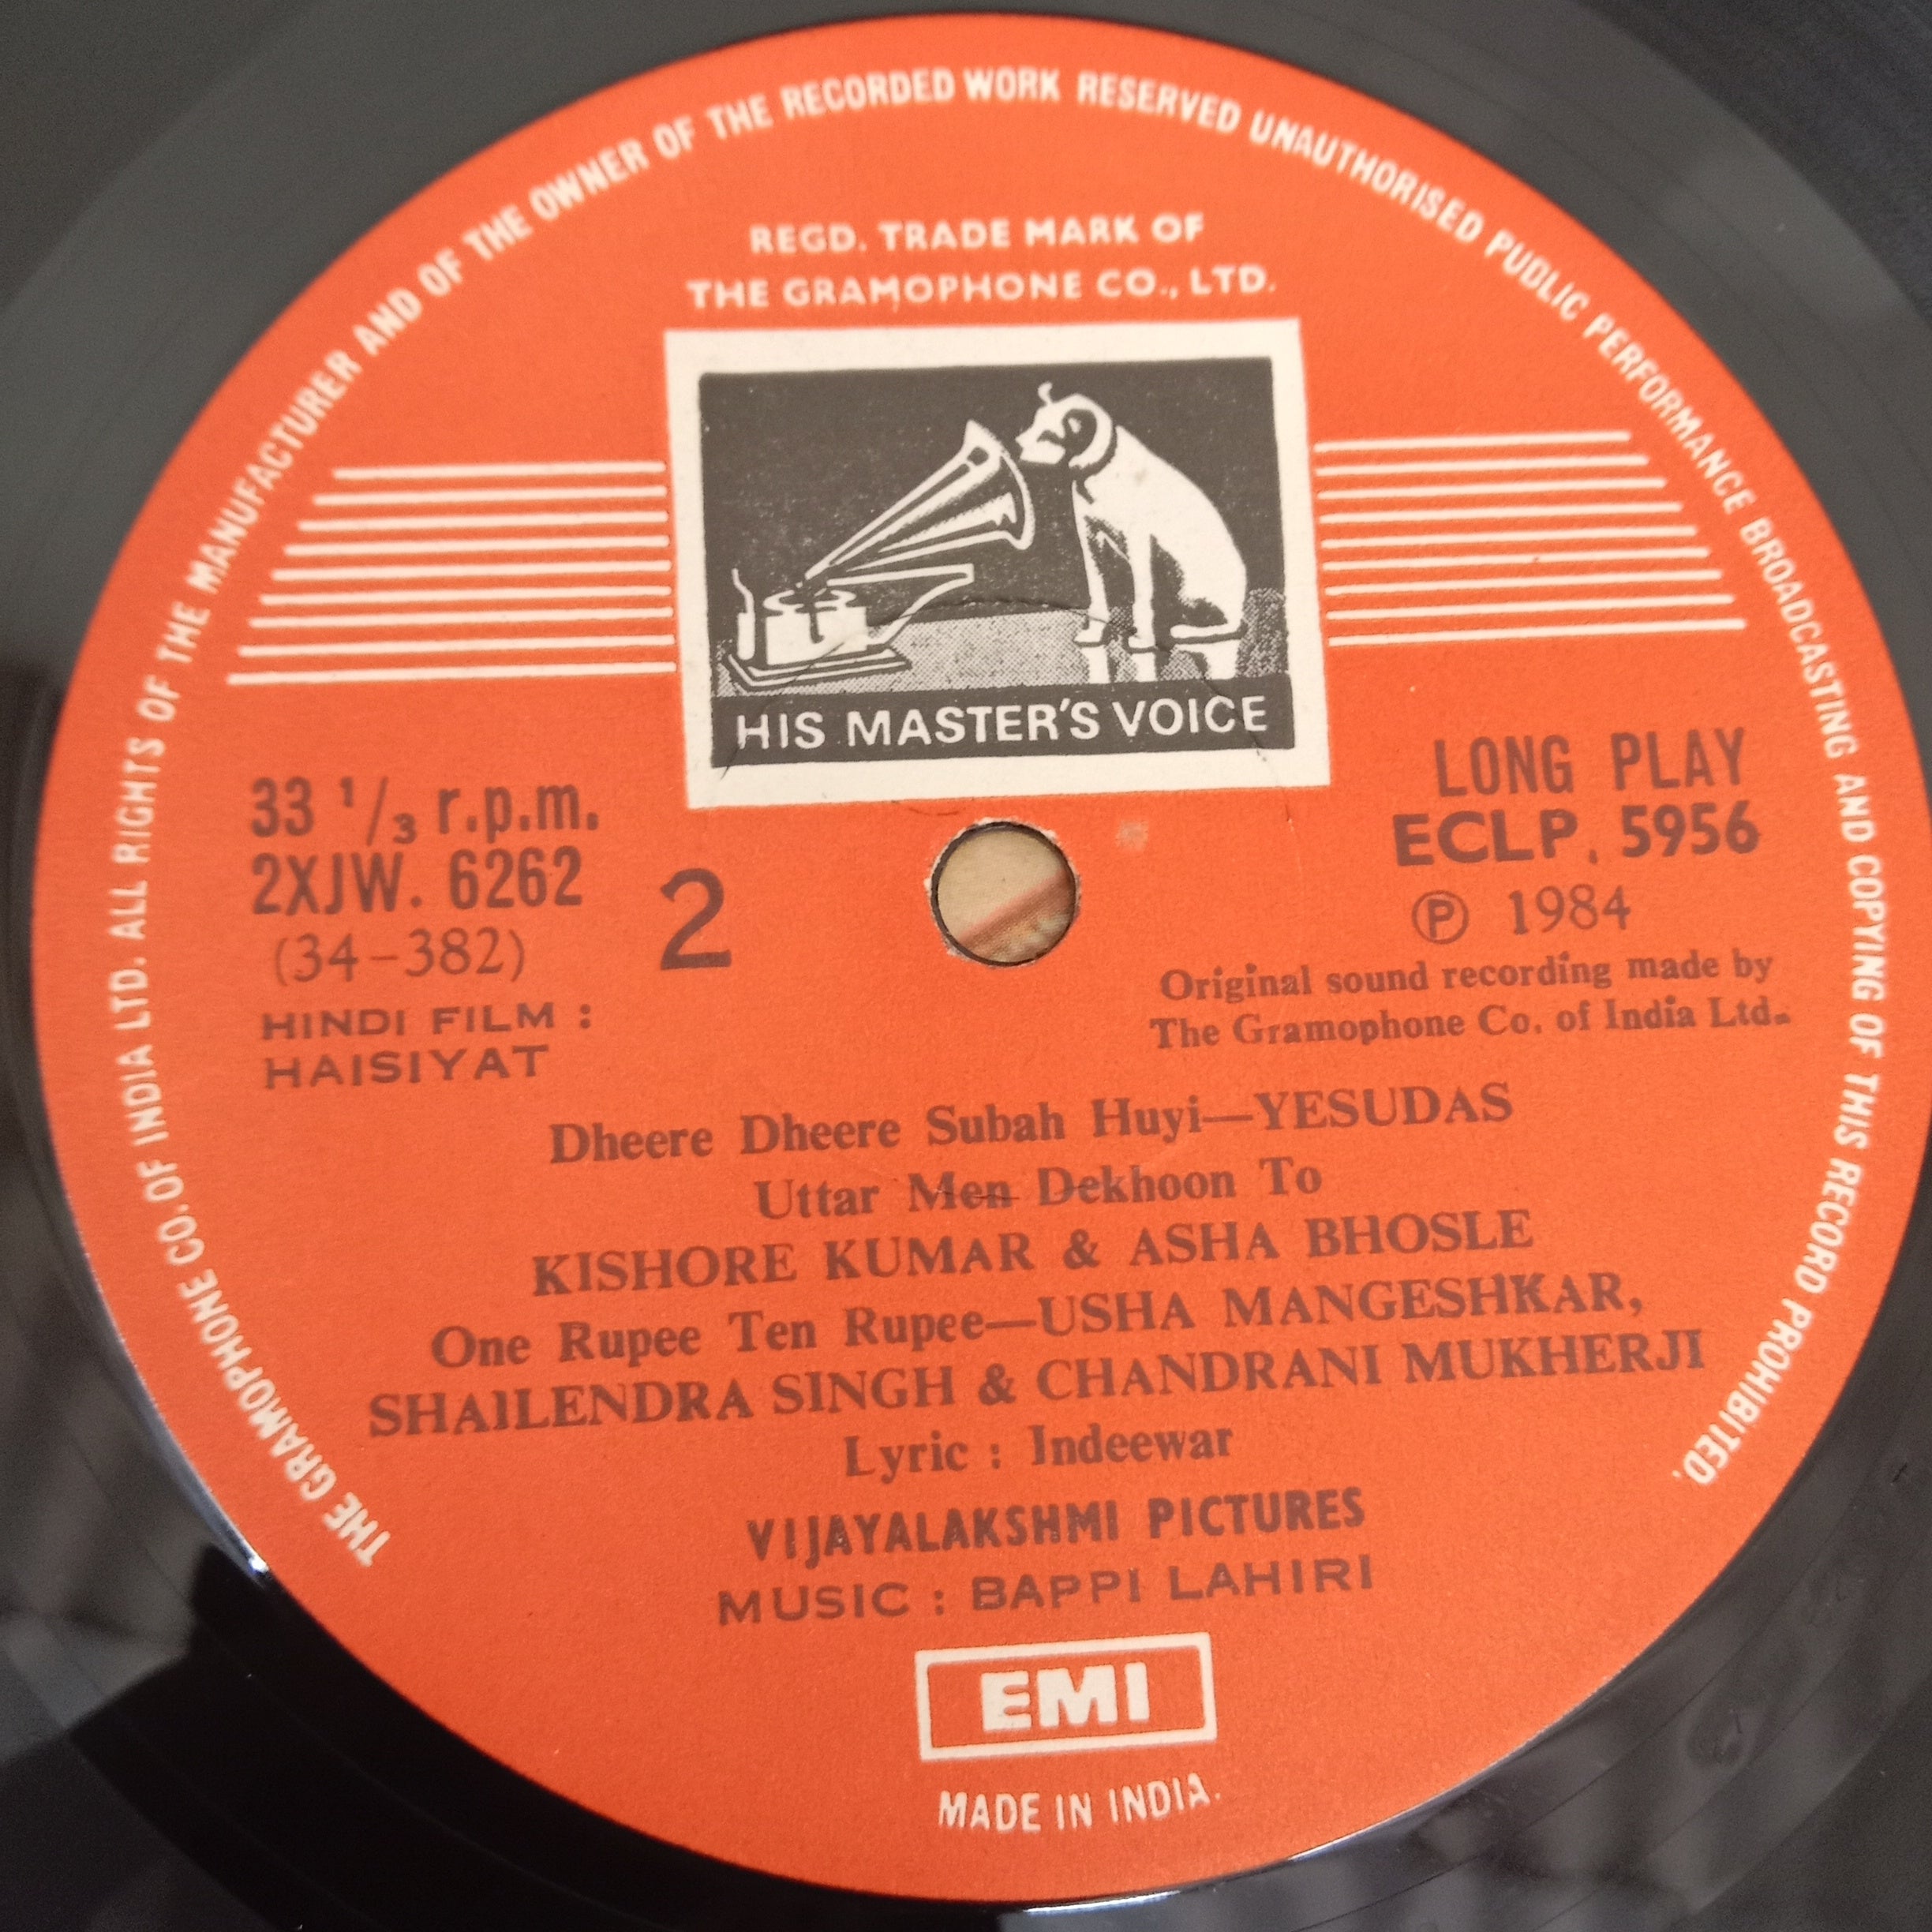 THE GRAMOPHONE CO. OF INDIA LTD. ALL RIGHTS OF THE MANUFACTURER AND OF THE OWNER OF THE RECORDED WORK RESERVED UNAUTHORISED PUDLIC PERFORMANCE BROADCASTING AND COPYING OF THIS RECORD PROHIBITED.
REGD. TRADE MARK OF
THE GRAMOPHONE CO., LTD.
HIS MASTER'S VOICE
33 1/3 r.p.m.
2XJW. 6262
(34-382)
2
HINDI FILM :
HAISIYAT
LONG PLAY
ECLP. 5956
Ⓟ 1984
Original sound recording made by
The Gramophone Co. of India Ltd.
Dheere Dheere Subah Huyi—YESUDAS
Uttar Men Dekhoon To
KISHORE KUMAR & ASHA BHOSLE
One Rupee Ten Rupee—USHA MANGESHKAR,
SHAILENDRA SINGH & CHANDRANI MUKHERJI
Lyric : Indeewar
VIJAYALAKSHMI PICTURES
MUSIC : BAPPI LAHIRI
EMI
MADE IN INDIA.